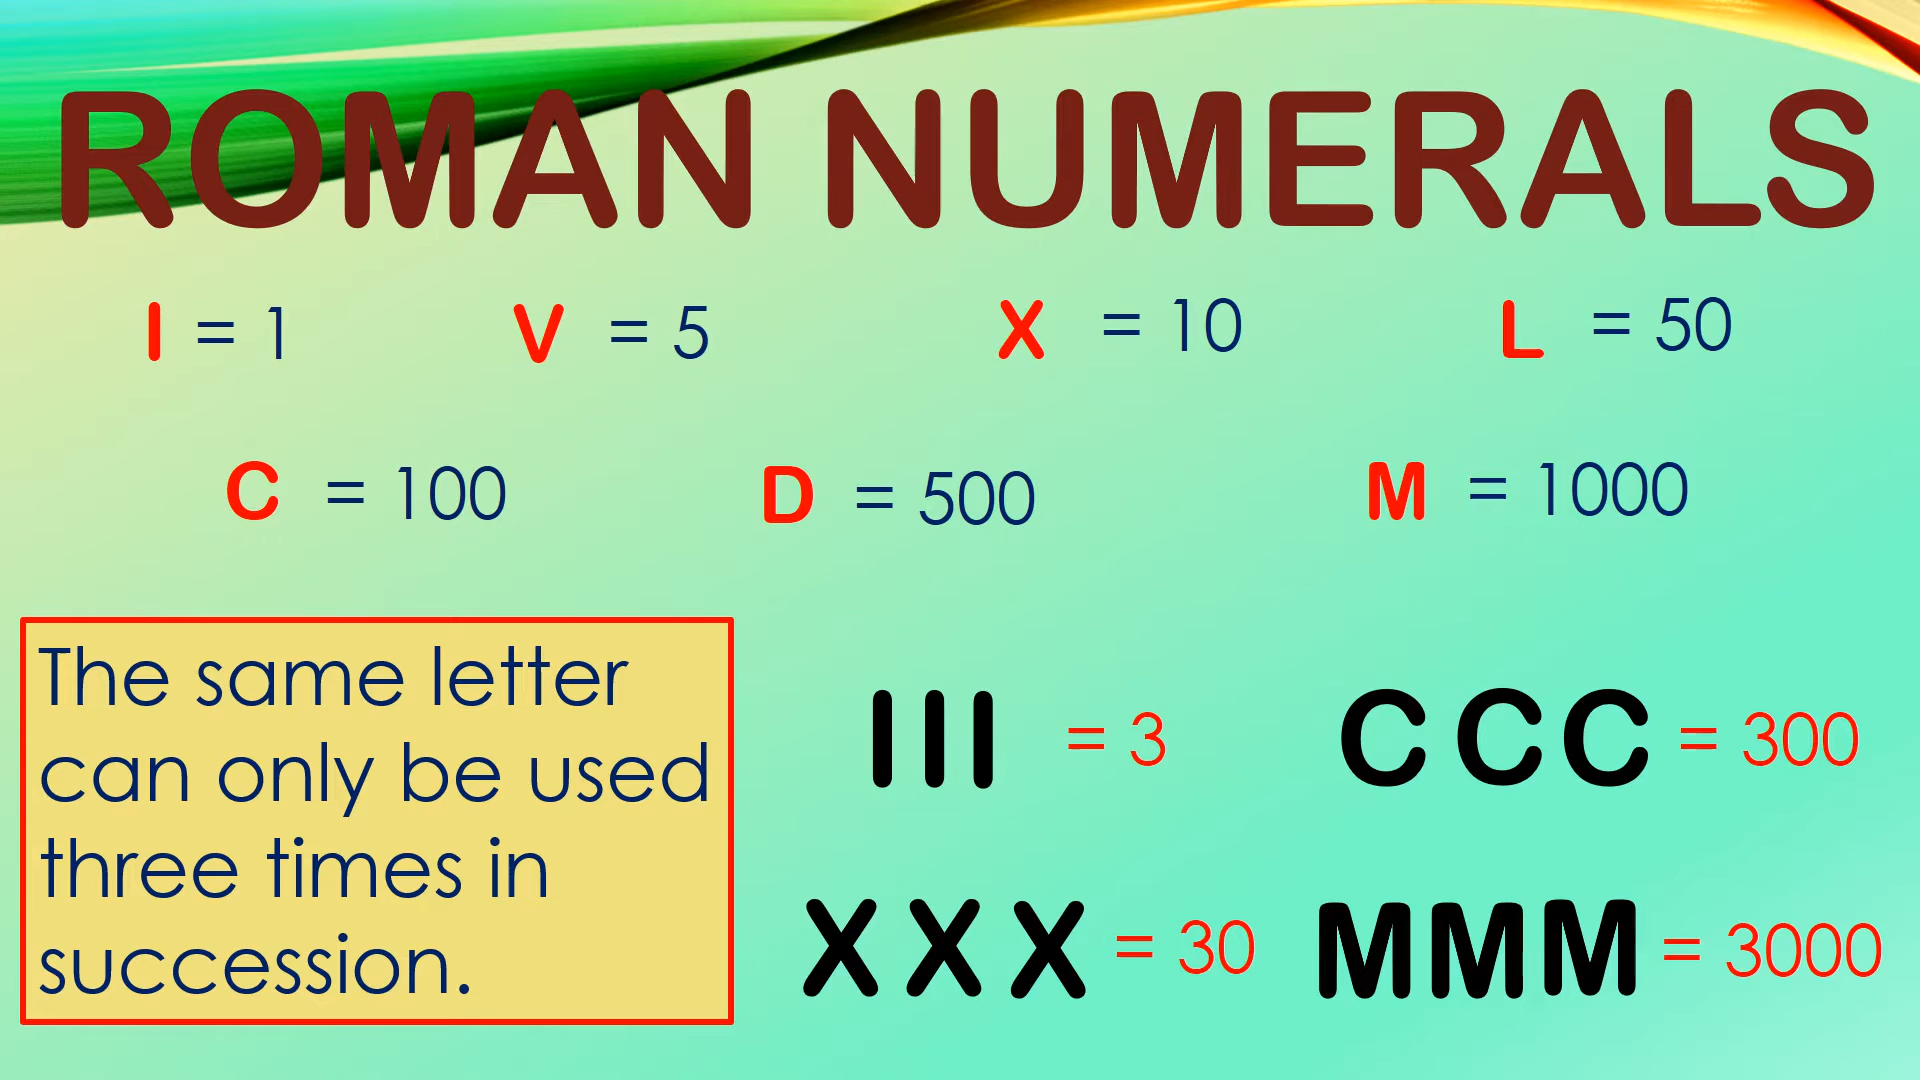 ROMAN NUMERALS
I = 1 V = 5 X = 10 L = 50
C = 100 D = 500 M = 1000
The same letter
can only be used
three times in
succession.
III = 3 CCC = 300
XXX = 30 MMM = 3000